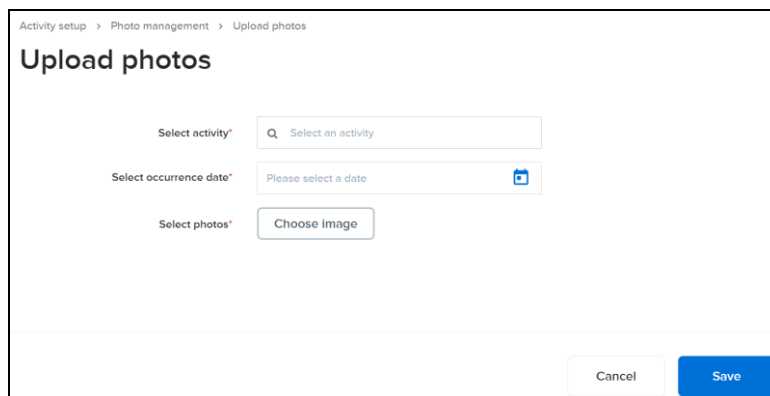 Activity setup > Photo management > Upload photos
Upload photos
Select activity* Select an activity
Select occurrence date* Please select a date
Select photos* Choose image
Cancel Save